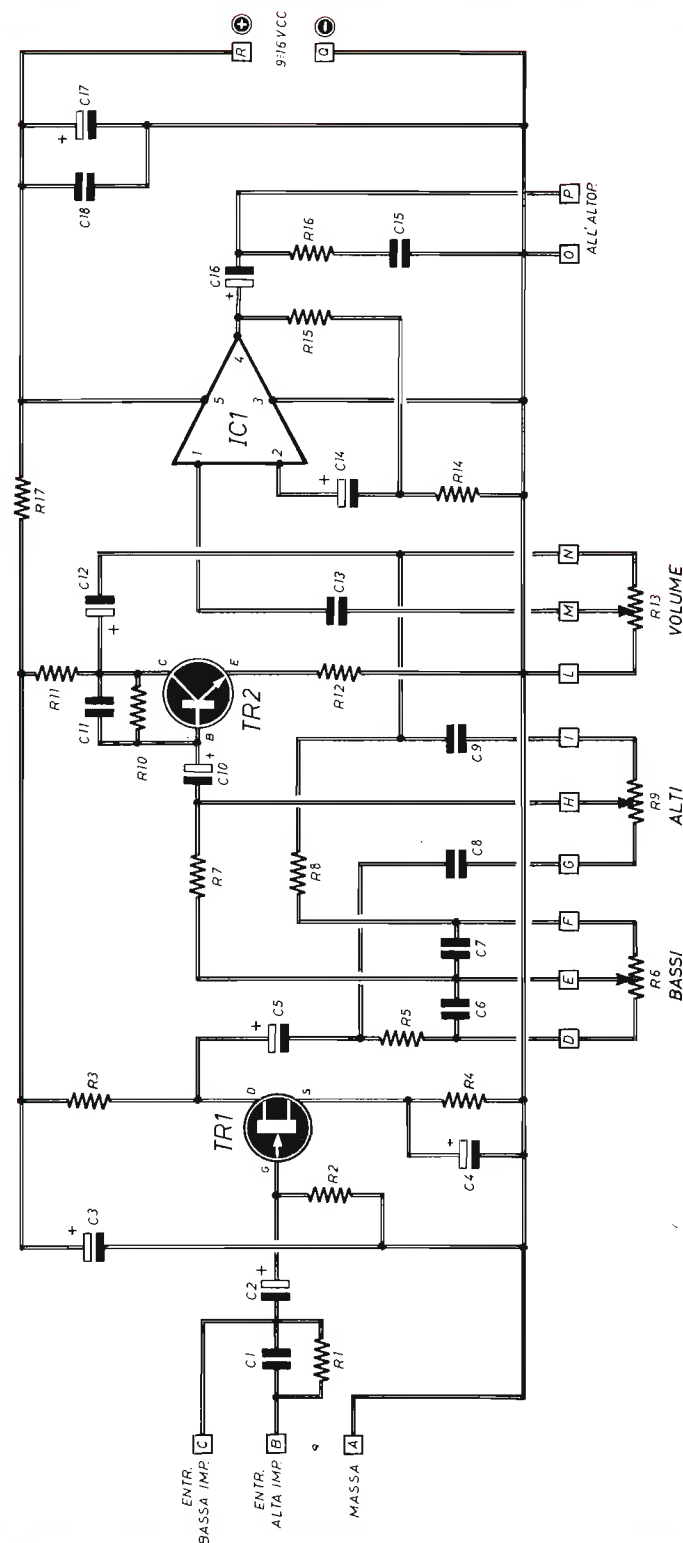 ENTR.
BASSA IMP.
C
ENTR.
ALTA IMP.
B
MASSA
A
C1
R1
C2
+
C3
+
R2
TR1
G
D
S
R3
C4
+
R4
C5
+
R5
C6
C7
D
E
F
R6
BASSI
R7
R8
C8
C9
G
H
I
R9
ALTI
C10
+
R10
C11
TR2
B
C
E
R11
R12
C12
+
C13
L
M
N
R13
VOLUME
R17
IC1
1
2
3
4
5
C14
+
R14
R15
C16
+
R16
C15
O
P
ALL'ALTOP.
C18
C17
+
R
+
9÷16 VCC
−
Q